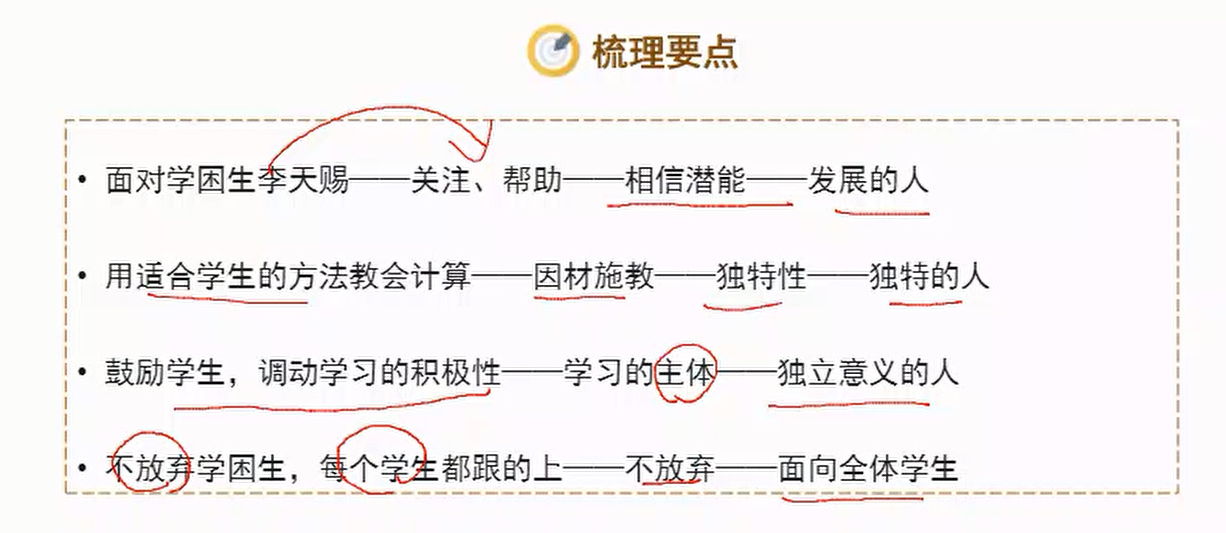 梳理要点
• 面对学困生李天赐——关注、帮助——相信潜能——发展的人
• 用适合学生的方法教会计算——因材施教——独特性——独特的人
• 鼓励学生，调动学习的积极性——学习的主体——独立意义的人
• 不放弃学困生，每个学生都跟的上——不放弃——面向全体学生